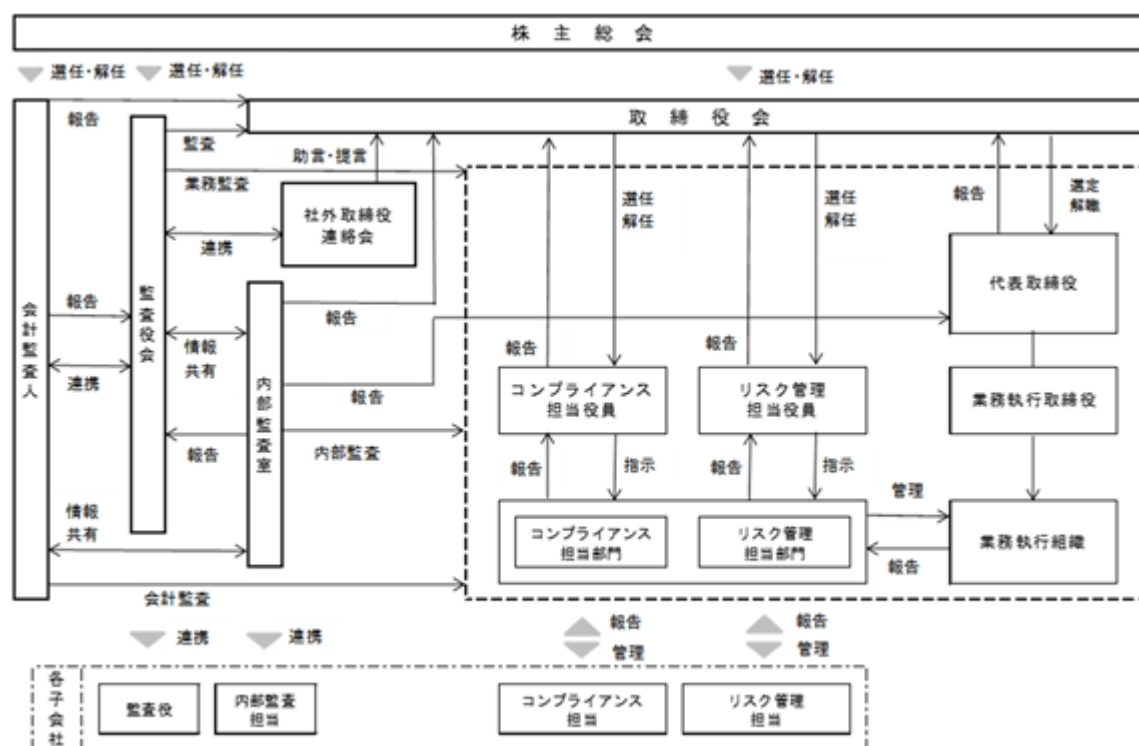 株主総会
選任・解任
選任・解任
選任・解任
報告
取締役会
監査
助言・提言
業務監査
社外取締役
連絡会
連携
選任
解任
選任
解任
報告
選定
解職
代表取締役
会計監査人
報告
監査役会
報告
情報
共有
連携
内部監査室
報告
報告
報告
コンプライアンス
担当役員
リスク管理
担当役員
業務執行取締役
報告
内部監査
報告
指示
報告
指示
管理
情報
共有
コンプライアンス
担当部門
リスク管理
担当部門
業務執行組織
報告
会計監査
連携
連携
報告
管理
報告
管理
各子会社
監査役
内部監査
担当
コンプライアンス
担当
リスク管理
担当